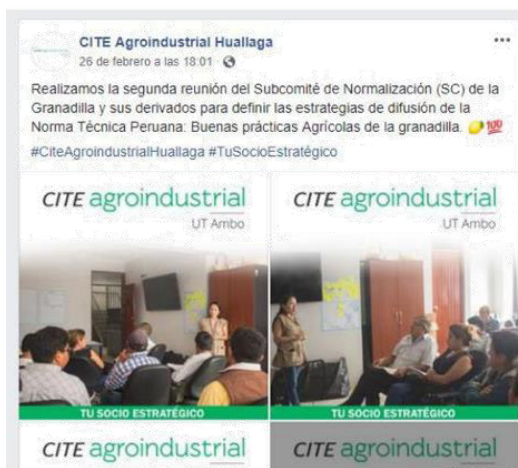 CITE Agroindustrial Huallaga
26 de febrero a las 18:01
Realizamos la segunda reunión del Subcomité de Normalización (SC) de la
Granadilla y sus derivados para definir las estrategias de difusión de la
Norma Técnica Peruana: Buenas prácticas Agrícolas de la granadilla. 🍋💯
#CiteAgroindustrialHuallaga #TuSocioEstratégico
CITE agroindustrial
UT Ambo
TU SOCIO ESTRATÉGICO
CITE agroindustrial
UT Ambo
TU SOCIO ESTRATÉGICO
CITE agroindustrial
CITE agroindustrial